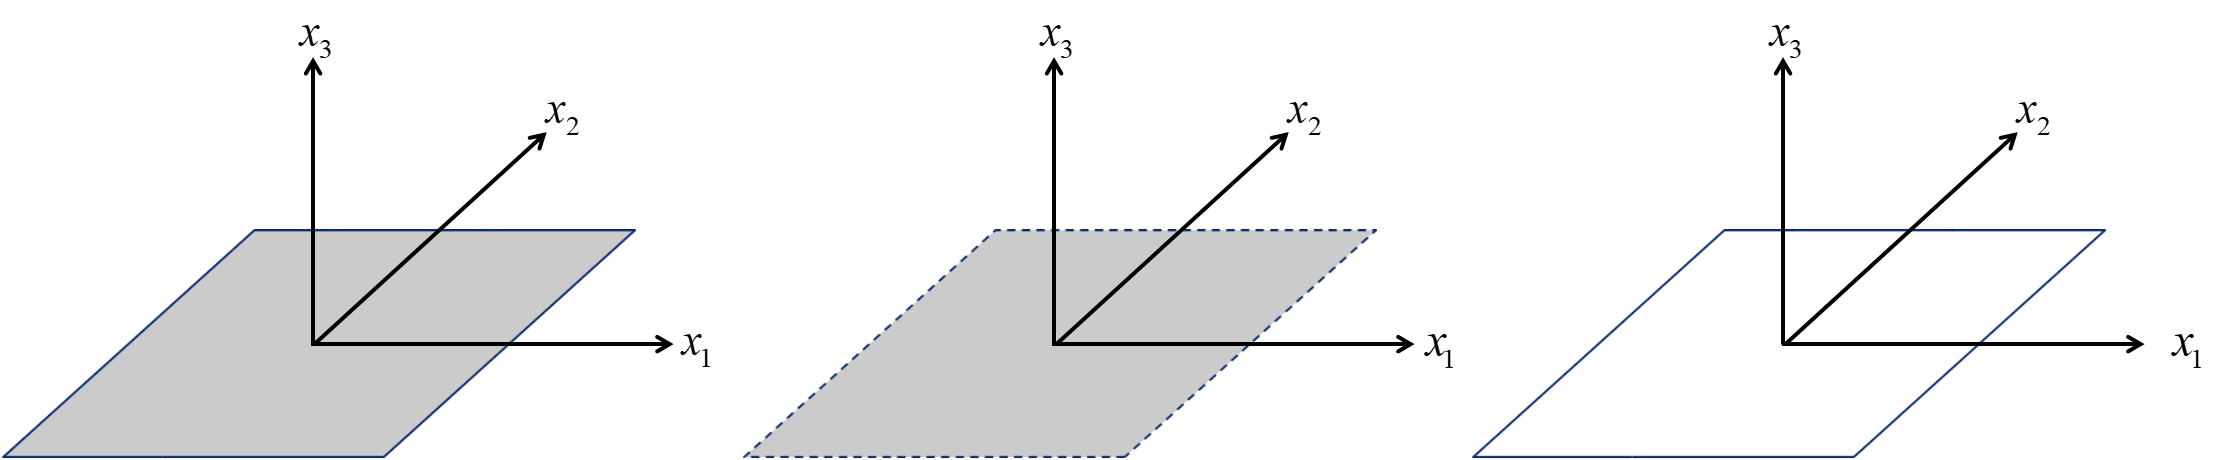 x₃ x₃ x₃
x₂ x₂ x₂
x₁ x₁ x₁